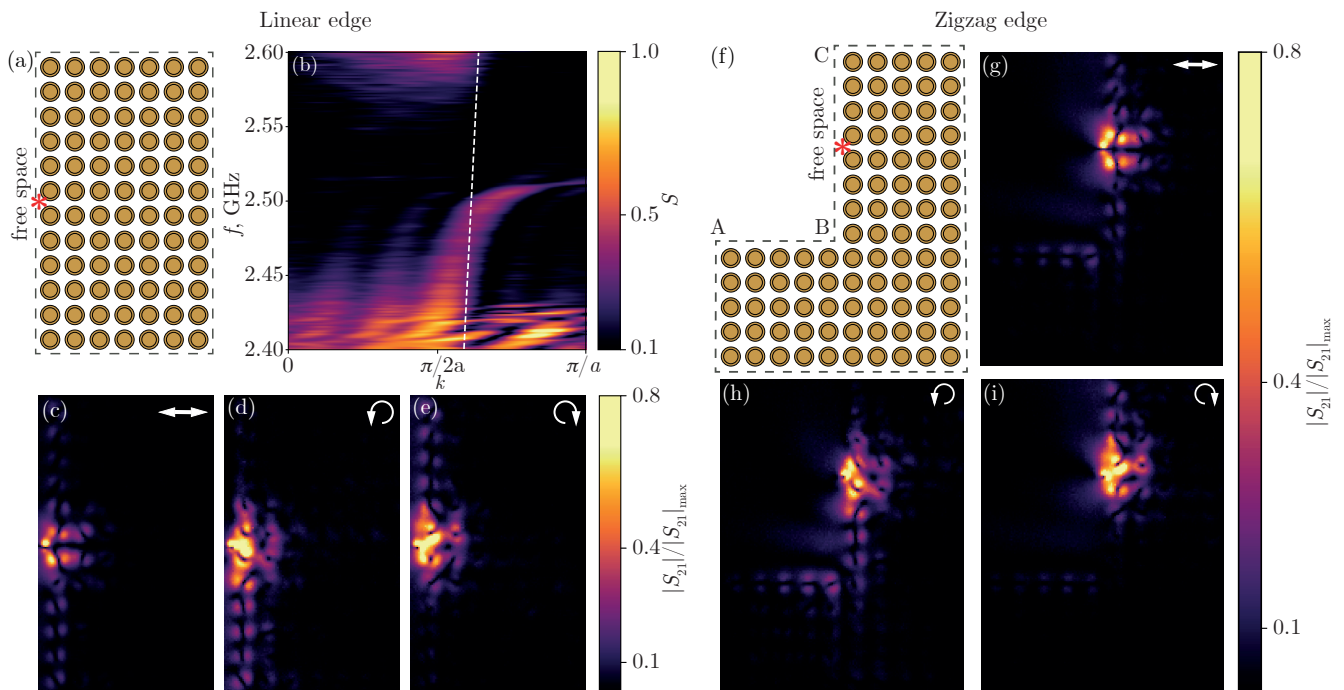 Linear edge
Zigzag edge
(a)
free space
(b)
2.60
2.55
2.50
2.45
2.40
f, GHz
0
π/2a
π/a
k
1.0
0.5
0.1
S
(c)
(d)
(e)
0.8
0.4
0.1
|S₂₁|/|S₂₁|max
(f)
C
free space
A
B
(g)
(h)
(i)
0.8
0.4
0.1
|S₂₁|/|S₂₁|max